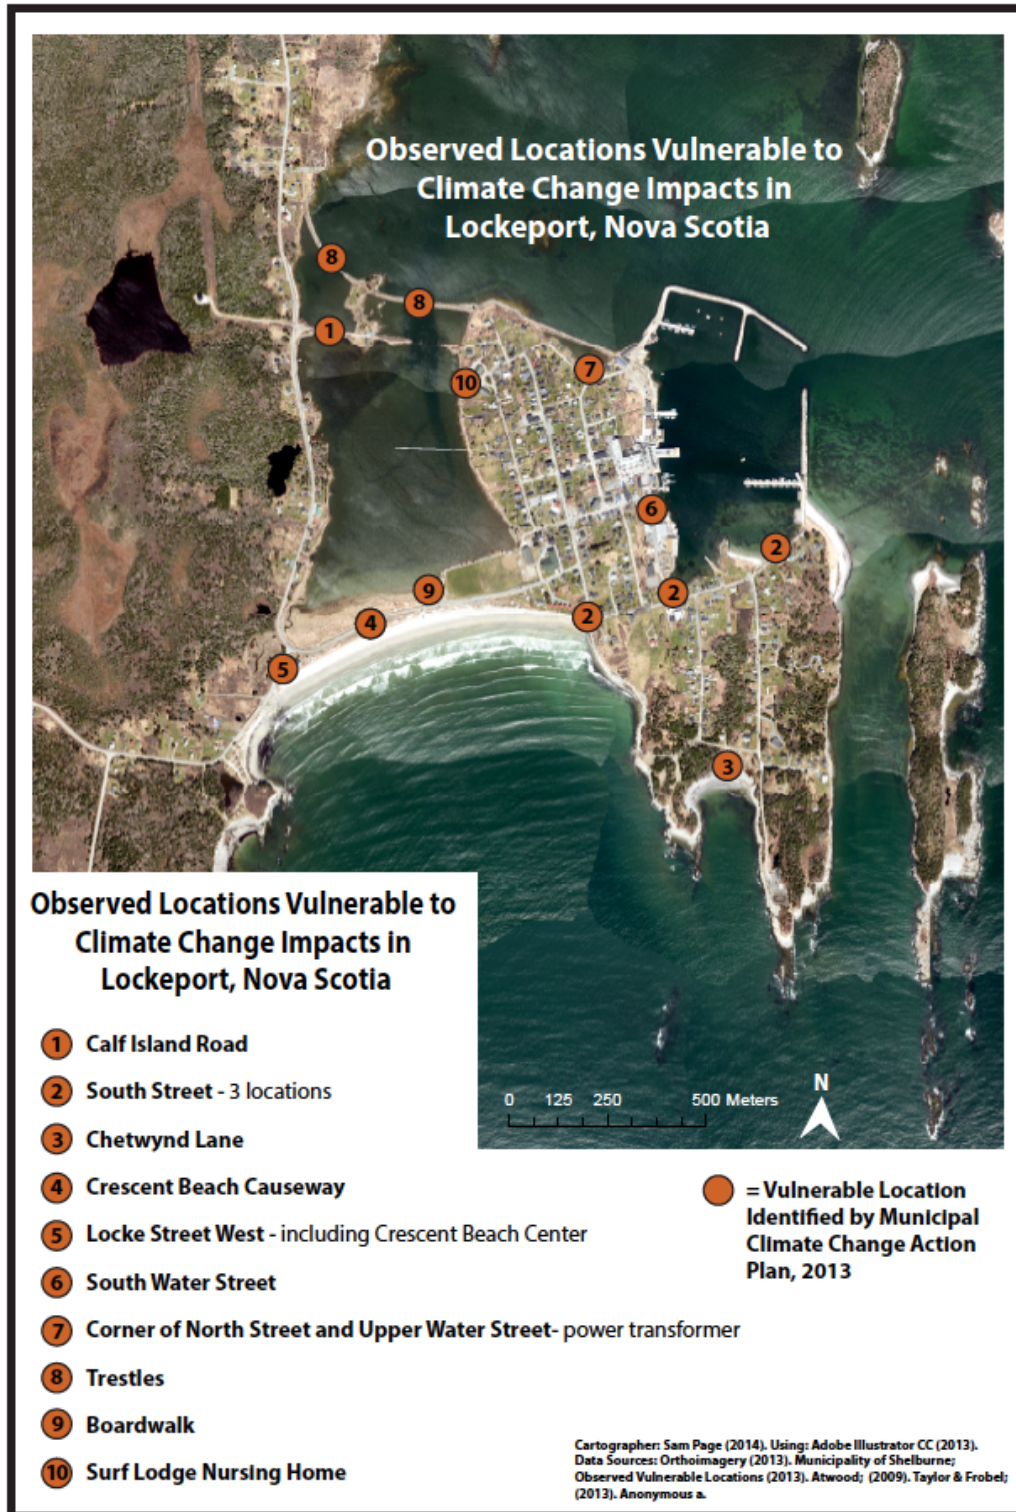 Observed Locations Vulnerable to
Climate Change Impacts in
Lockeport, Nova Scotia
8
8
1
7
10
6
2
9
2
2
4
5
3
Observed Locations Vulnerable to
Climate Change Impacts in
Lockeport, Nova Scotia
1 Calf Island Road
2 South Street - 3 locations
3 Chetwynd Lane
4 Crescent Beach Causeway
5 Locke Street West - including Crescent Beach Center
6 South Water Street
7 Corner of North Street and Upper Water Street- power transformer
8 Trestles
9 Boardwalk
10 Surf Lodge Nursing Home
N
0 125 250 500 Meters
= Vulnerable Location
Identified by Municipal
Climate Change Action
Plan, 2013
Cartographer: Sam Page (2014). Using: Adobe Illustrator CC (2013).
Data Sources: Orthoimagery (2013). Municipality of Shelburne;
Observed Vulnerable Locations (2013). Atwood; (2009). Taylor & Frobel;
(2013). Anonymous a.